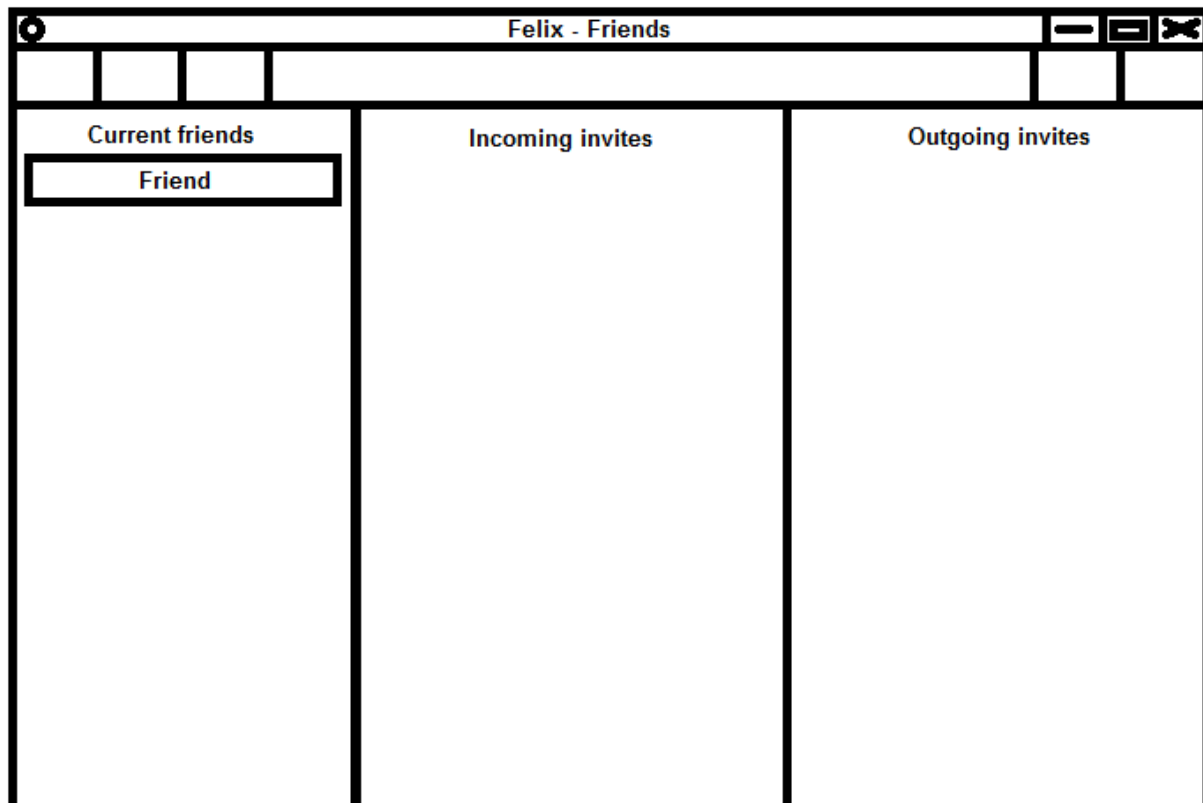 Felix - Friends
Current friends
Incoming invites
Outgoing invites
Friend